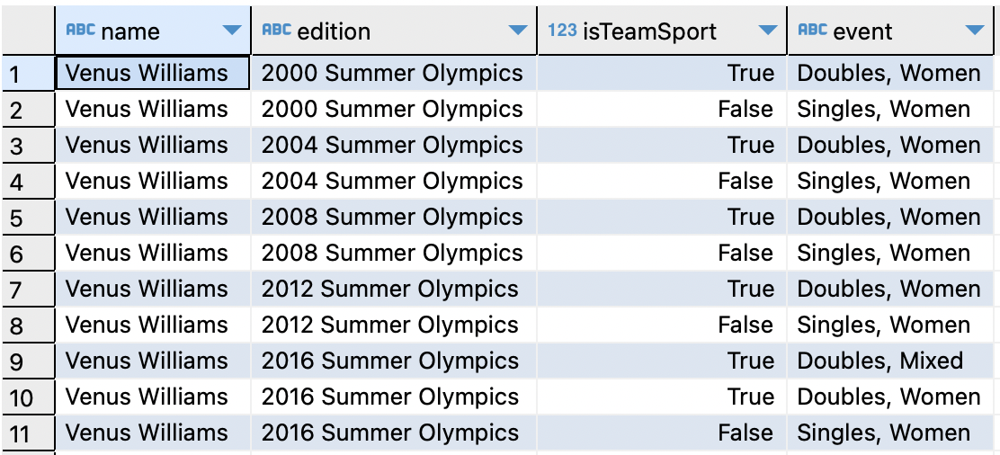 ABC name ABC edition 123 isTeamSport ABC event
1 Venus Williams 2000 Summer Olympics True Doubles, Women
2 Venus Williams 2000 Summer Olympics False Singles, Women
3 Venus Williams 2004 Summer Olympics True Doubles, Women
4 Venus Williams 2004 Summer Olympics False Singles, Women
5 Venus Williams 2008 Summer Olympics True Doubles, Women
6 Venus Williams 2008 Summer Olympics False Singles, Women
7 Venus Williams 2012 Summer Olympics True Doubles, Women
8 Venus Williams 2012 Summer Olympics False Singles, Women
9 Venus Williams 2016 Summer Olympics True Doubles, Mixed
10 Venus Williams 2016 Summer Olympics True Doubles, Women
11 Venus Williams 2016 Summer Olympics False Singles, Women